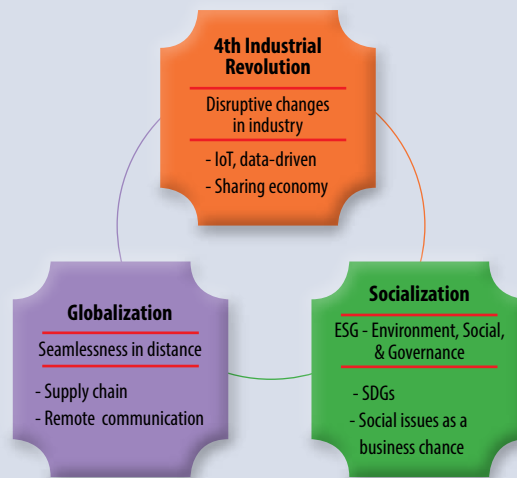 4th Industrial
Revolution
Disruptive changes
in industry
- IoT, data-driven
- Sharing economy
Globalization
Seamlessness in distance
- Supply chain
- Remote communication
Socialization
ESG - Environment, Social,
& Governance
- SDGs
- Social issues as a
business chance